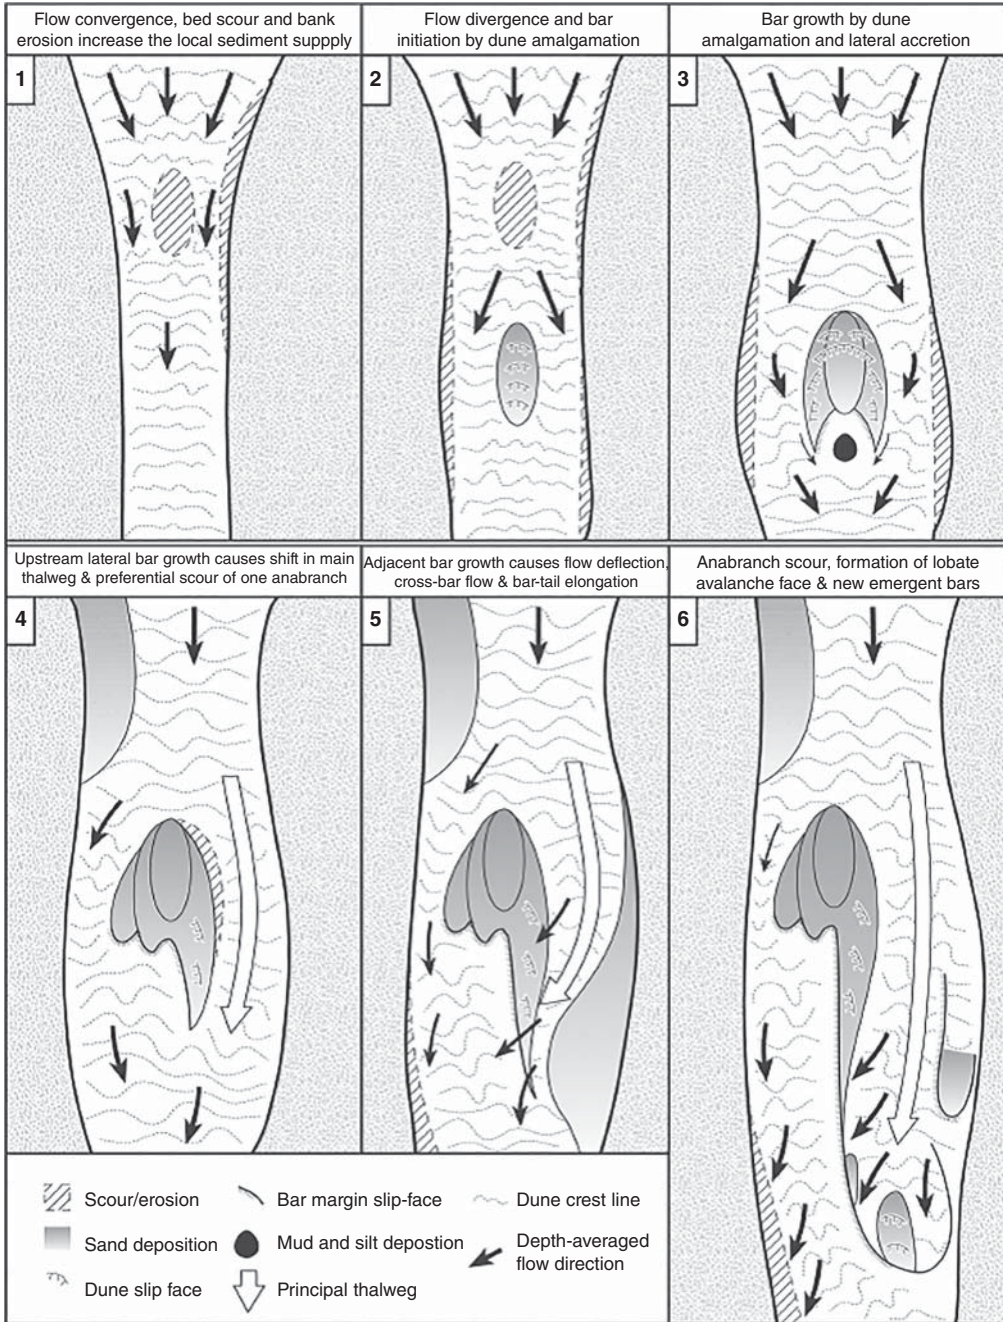 Flow convergence, bed scour and bank
erosion increase the local sediment suppply
1
Flow divergence and bar
initiation by dune amalgamation
2
Bar growth by dune
amalgamation and lateral accretion
3
Upstream lateral bar growth causes shift in main
thalweg & preferential scour of one anabranch
4
Adjacent bar growth causes flow deflection,
cross-bar flow & bar-tail elongation
5
Anabranch scour, formation of lobate
avalanche face & new emergent bars
6
Scour/erosion
Sand deposition
Dune slip face
Bar margin slip-face
Mud and silt depostion
Principal thalweg
Dune crest line
Depth-averaged
flow direction